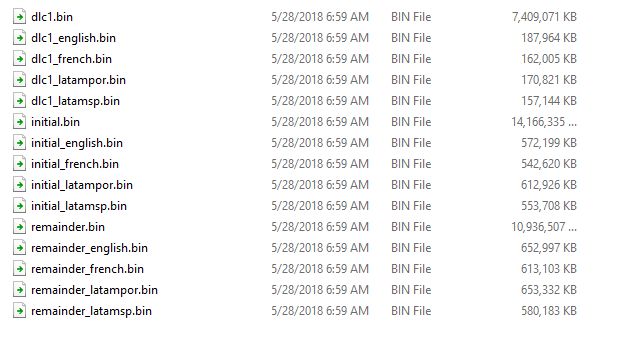 dlc1.bin 5/28/2018 6:59 AM BIN File 7,409,071 KB
dlc1_english.bin 5/28/2018 6:59 AM BIN File 187,964 KB
dlc1_french.bin 5/28/2018 6:59 AM BIN File 162,005 KB
dlc1_latampor.bin 5/28/2018 6:59 AM BIN File 170,821 KB
dlc1_latamsp.bin 5/28/2018 6:59 AM BIN File 157,144 KB
initial.bin 5/28/2018 6:59 AM BIN File 14,166,335 ...
initial_english.bin 5/28/2018 6:59 AM BIN File 572,199 KB
initial_french.bin 5/28/2018 6:59 AM BIN File 542,620 KB
initial_latampor.bin 5/28/2018 6:59 AM BIN File 612,926 KB
initial_latamsp.bin 5/28/2018 6:59 AM BIN File 553,708 KB
remainder.bin 5/28/2018 6:59 AM BIN File 10,936,507 ...
remainder_english.bin 5/28/2018 6:59 AM BIN File 652,997 KB
remainder_french.bin 5/28/2018 6:59 AM BIN File 613,103 KB
remainder_latampor.bin 5/28/2018 6:59 AM BIN File 653,332 KB
remainder_latamsp.bin 5/28/2018 6:59 AM BIN File 580,183 KB